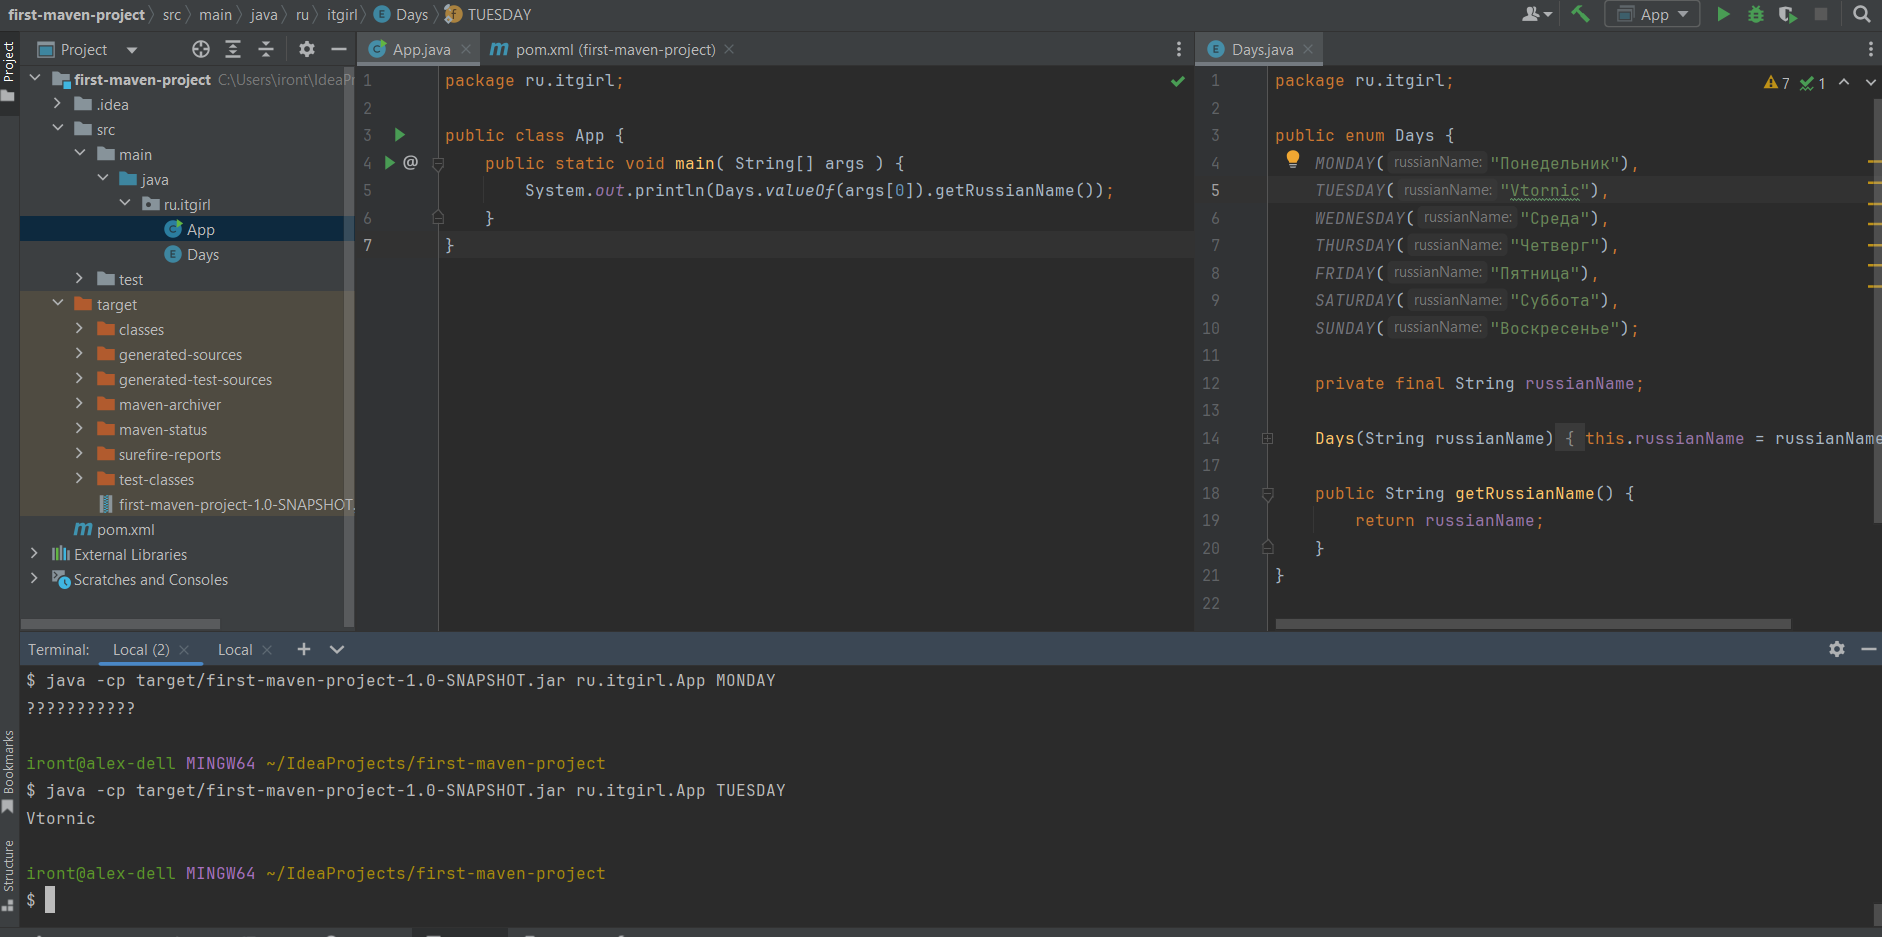 first-maven-project src main java ru itgirl Days TUESDAY
App
Project
Project
App.java
pom.xml (first-maven-project)
Days.java
first-maven-project C:\Users\iront\IdeaPr
.idea
src
main
java
ru.itgirl
App
Days
test
target
classes
generated-sources
generated-test-sources
maven-archiver
maven-status
surefire-reports
test-classes
first-maven-project-1.0-SNAPSHOT.
pom.xml
External Libraries
Scratches and Consoles
1 package ru.itgirl;
2
3 public class App {
4 @ public static void main( String[] args ) {
5 System.out.println(Days.valueOf(args[0]).getRussianName());
6 }
7 }
1 package ru.itgirl; 7 1
2
3 public enum Days {
4 MONDAY( russianName: "Понедельник"),
5 TUESDAY( russianName: "Vtornic"),
6 WEDNESDAY( russianName: "Среда"),
7 THURSDAY( russianName: "Четверг"),
8 FRIDAY( russianName: "Пятница"),
9 SATURDAY( russianName: "Суббота"),
10 SUNDAY( russianName: "Воскресенье");
11
12 private final String russianName;
13
14 Days(String russianName) { this.russianName = russianName
17
18 public String getRussianName() {
19 return russianName;
20 }
21 }
22
Terminal: Local (2) Local
$ java -cp target/first-maven-project-1.0-SNAPSHOT.jar ru.itgirl.App MONDAY
???????????
iront@alex-dell MINGW64 ~/IdeaProjects/first-maven-project
$ java -cp target/first-maven-project-1.0-SNAPSHOT.jar ru.itgirl.App TUESDAY
Vtornic
iront@alex-dell MINGW64 ~/IdeaProjects/first-maven-project
$
Bookmarks
Structure